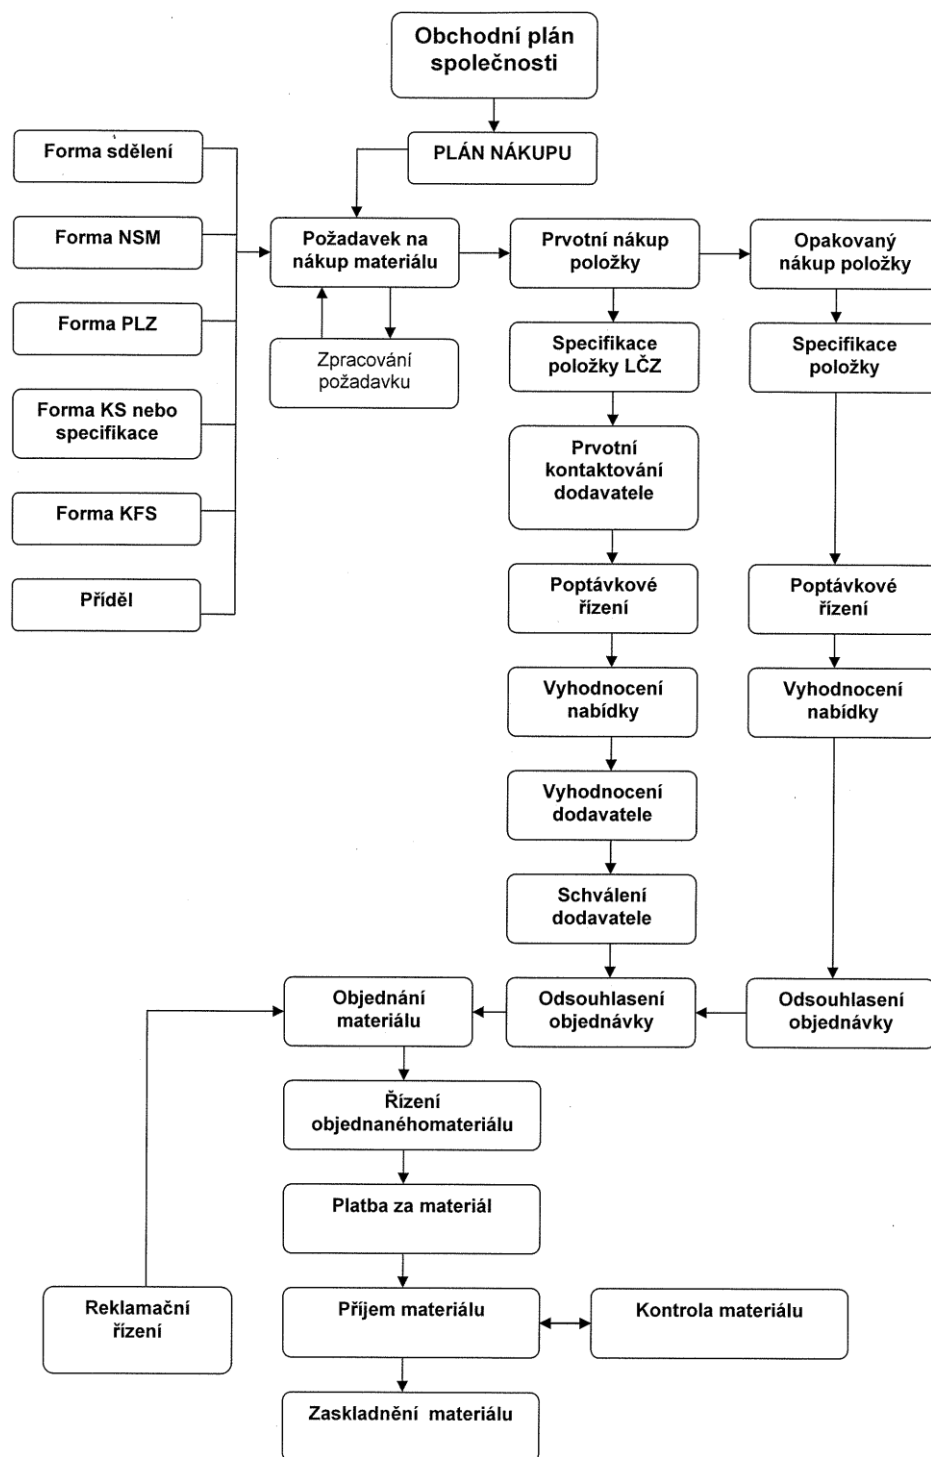 Obchodní plán
společnosti
PLÁN NÁKUPU
Forma sdělení
Forma NSM
Forma PLZ
Forma KS nebo
specifikace
Forma KFS
Příděl
Požadavek na
nákup materiálu
Zpracování
požadavku
Prvotní nákup
položky
Specifikace
položky LČZ
Prvotní
kontaktování
dodavatele
Poptávkové
řízení
Vyhodnocení
nabídky
Vyhodnocení
dodavatele
Schválení
dodavatele
Odsouhlasení
objednávky
Opakovaný
nákup položky
Specifikace
položky
Poptávkové
řízení
Vyhodnocení
nabídky
Odsouhlasení
objednávky
Objednání
materiálu
Řízení
objednanéhomateriálu
Platba za materiál
Příjem materiálu
Kontrola materiálu
Reklamační
řízení
Zaskladnění materiálu